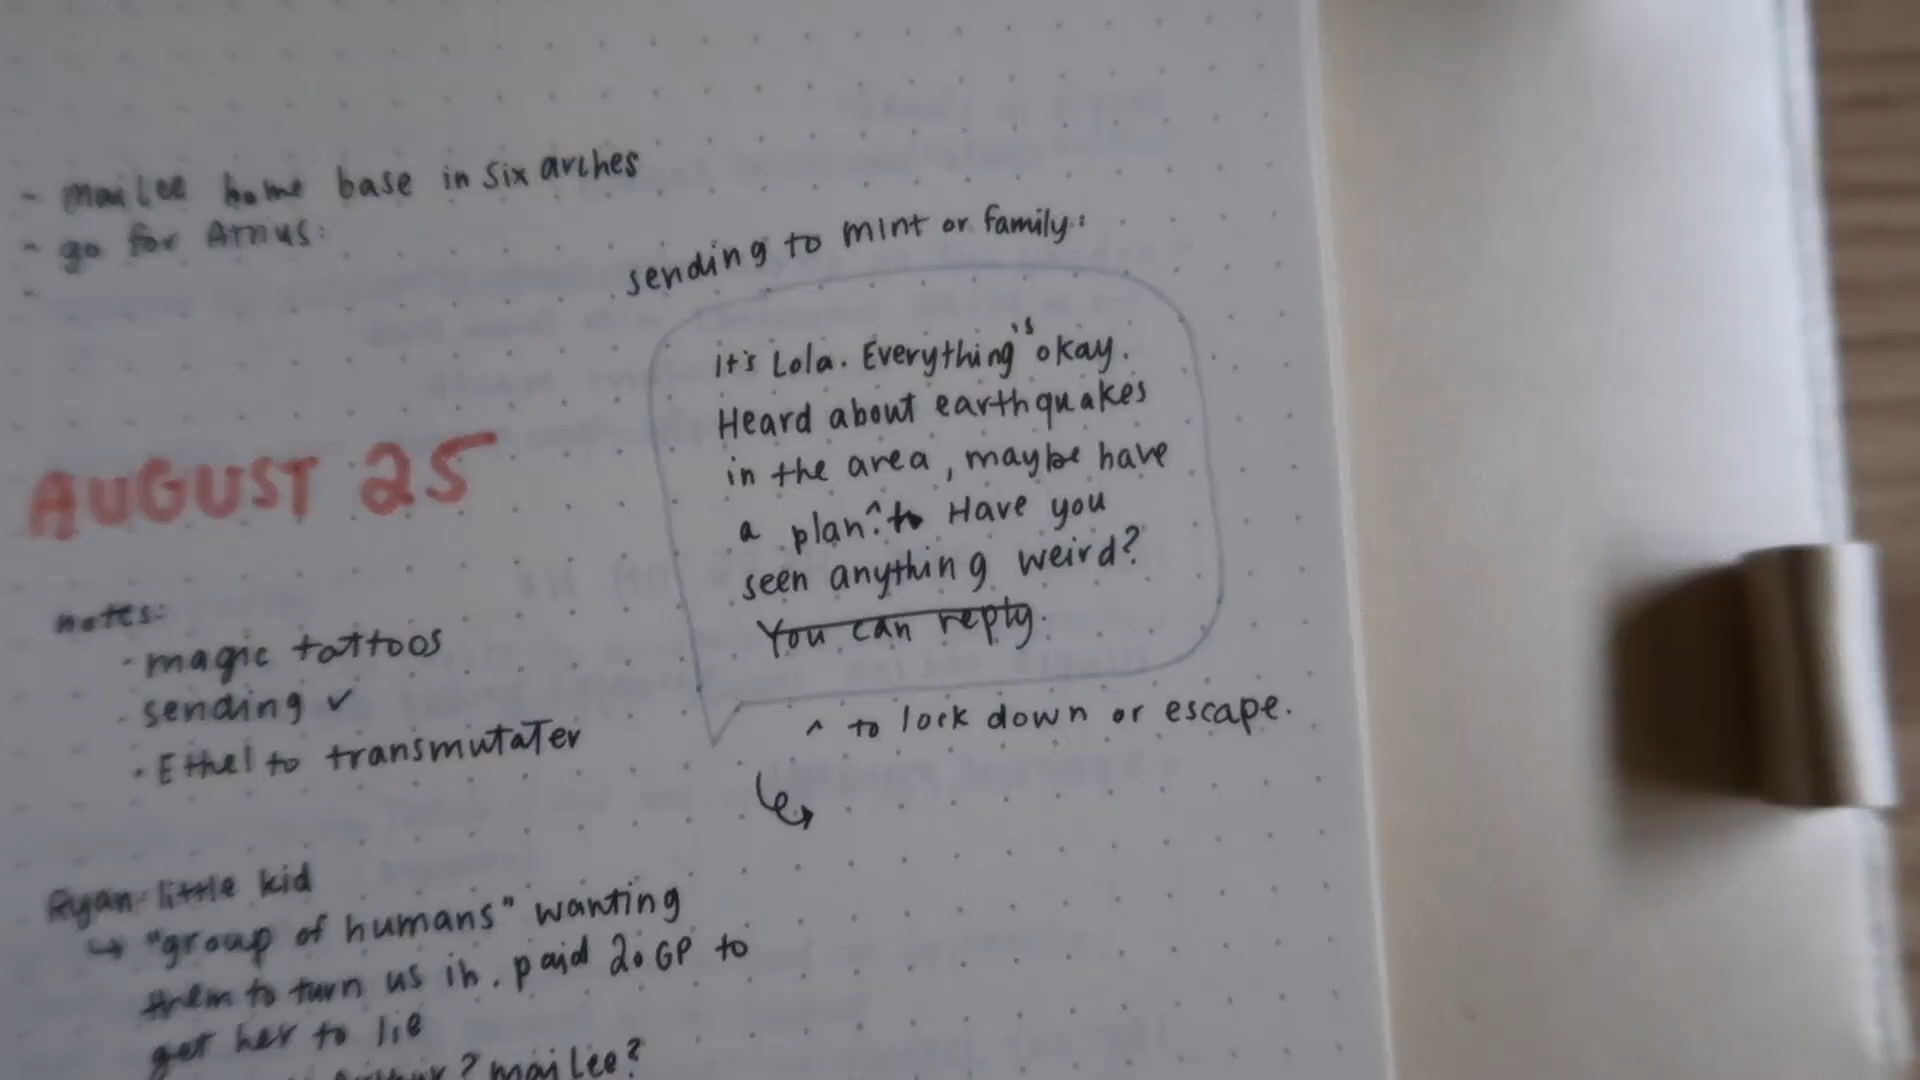 - mai Lee home base in six arches
- go for Atnus:
-
sending to mint or family:
It's Lola. Everything is okay.
Heard about earthquakes
in the area, maybe have
a plan^ to Have you
seen anything weird?
You can reply.
^ to lock down or escape.
AUGUST 25
notes:
· magic tattoos
· sending ✓
· Ethel to transmutater
Ryan: little kid
↳ "group of humans" wanting
them to turn us in. paid 20 GP to
get her to lie
? mai Lee?